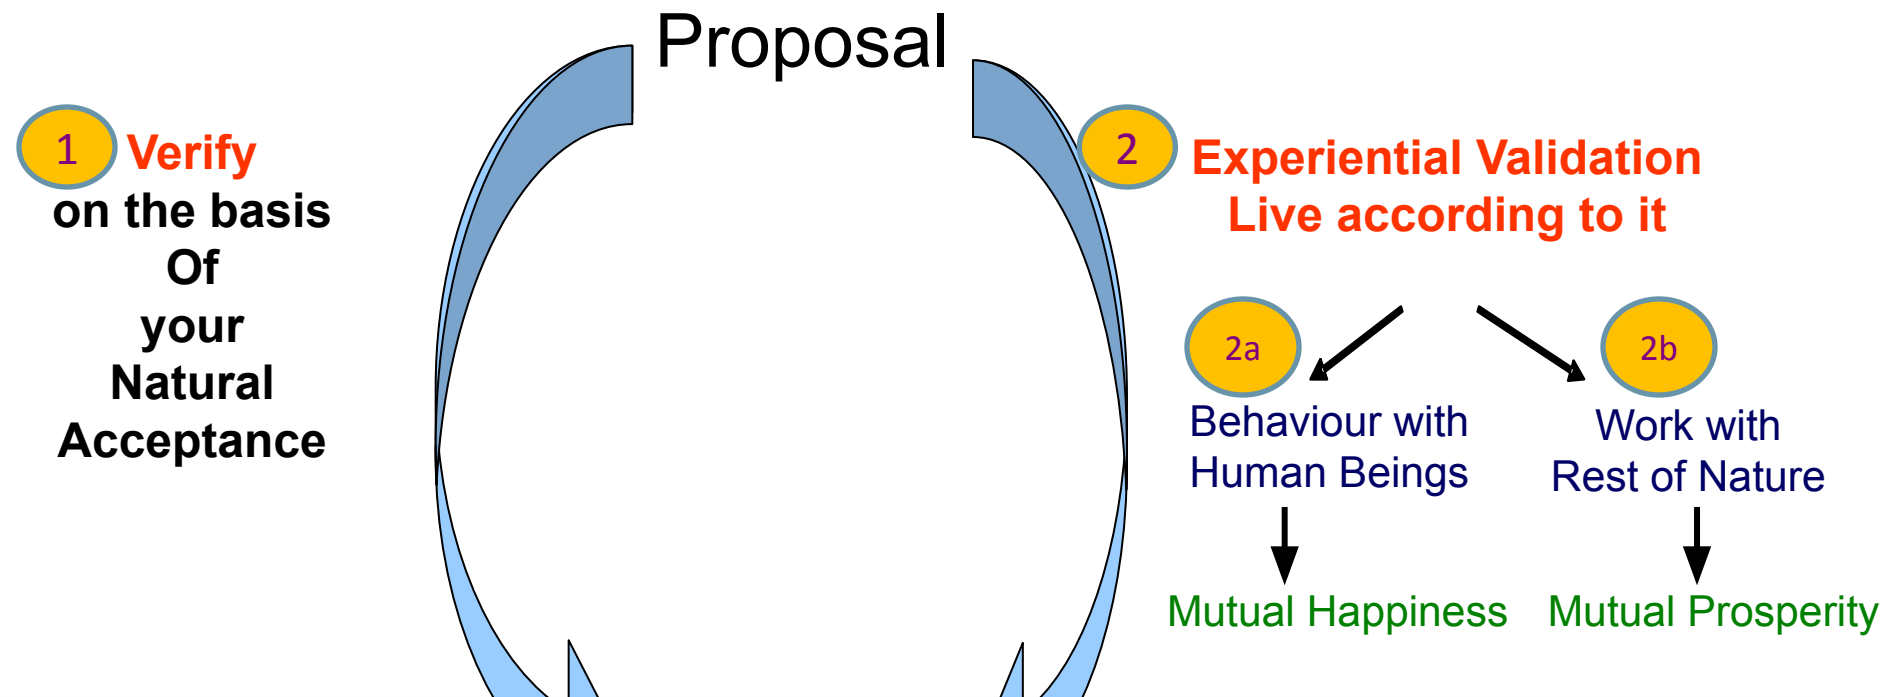 Proposal
1 Verify
on the basis
Of
your
Natural
Acceptance
2 Experiential Validation
Live according to it
2a
Behaviour with
Human Beings
Mutual Happiness
2b
Work with
Rest of Nature
Mutual Prosperity